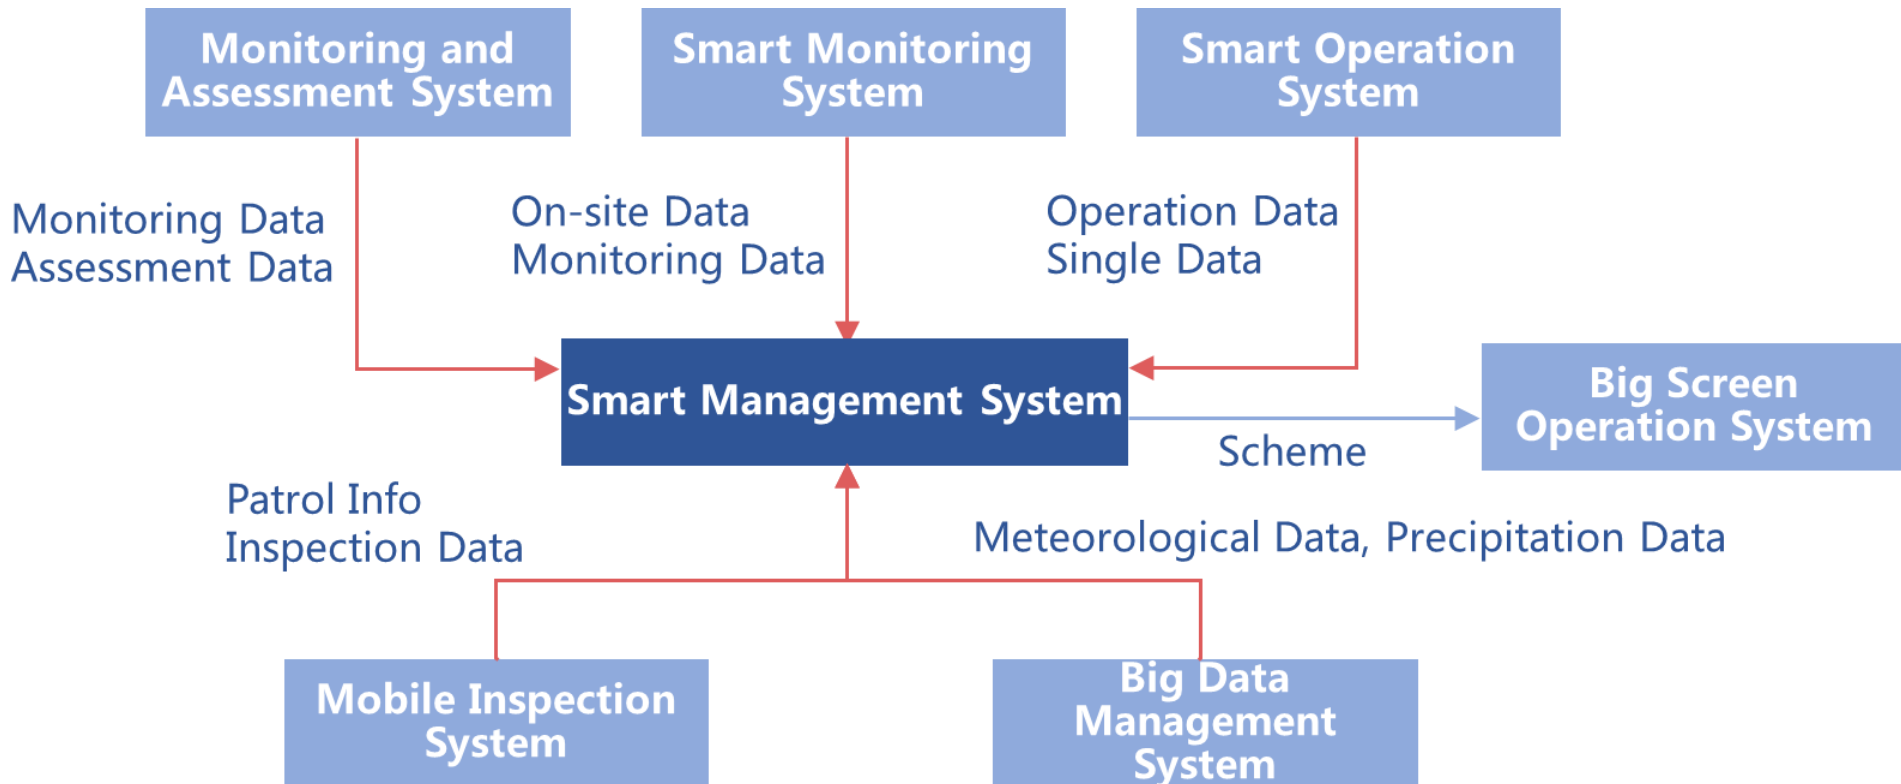 Monitoring and
Assessment System
Smart Monitoring
System
Smart Operation
System
Monitoring Data
Assessment Data
On-site Data
Monitoring Data
Operation Data
Single Data
Smart Management System
Big Screen
Operation System
Scheme
Patrol Info
Inspection Data
Meteorological Data, Precipitation Data
Mobile Inspection
System
Big Data
Management
System